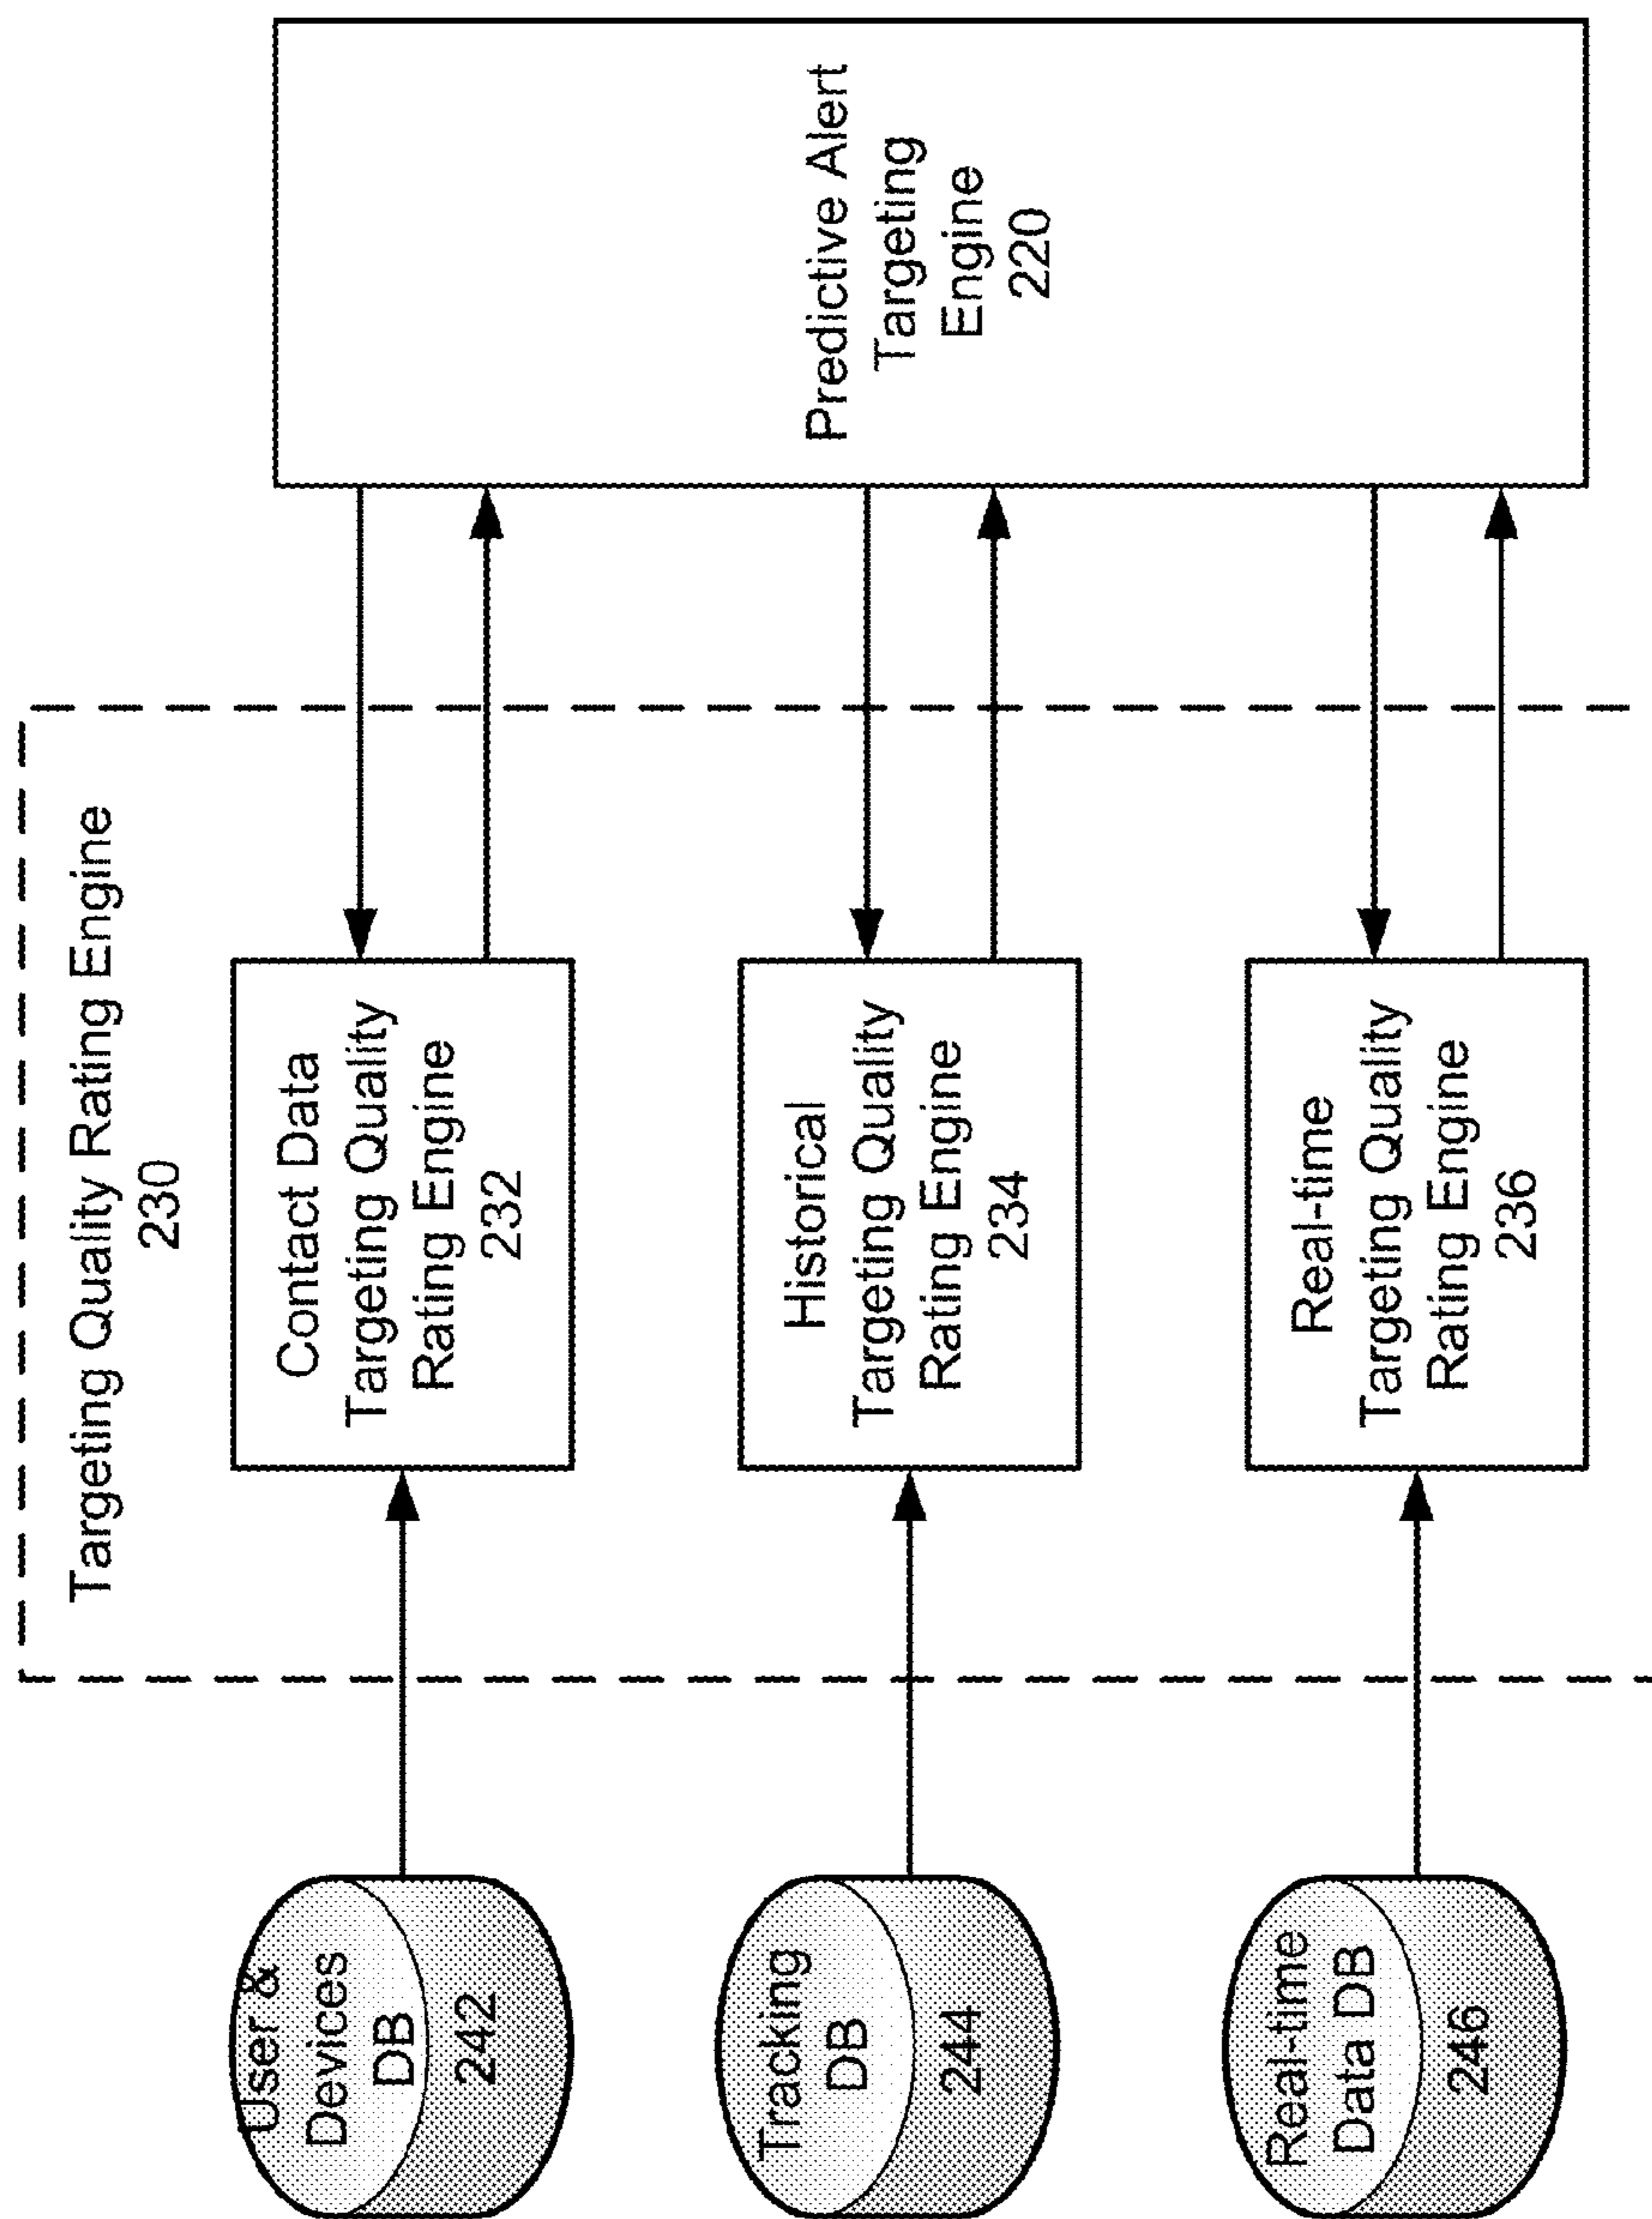 Targeting Quality Rating Engine
230
User &
Devices
DB
242
Contact Data
Targeting Quality
Rating Engine
232
Tracking
DB
244
Historical
Targeting Quality
Rating Engine
234
Real-time
Data DB
246
Real-time
Targeting Quality
Rating Engine
236
Predictive Alert
Targeting
Engine
220